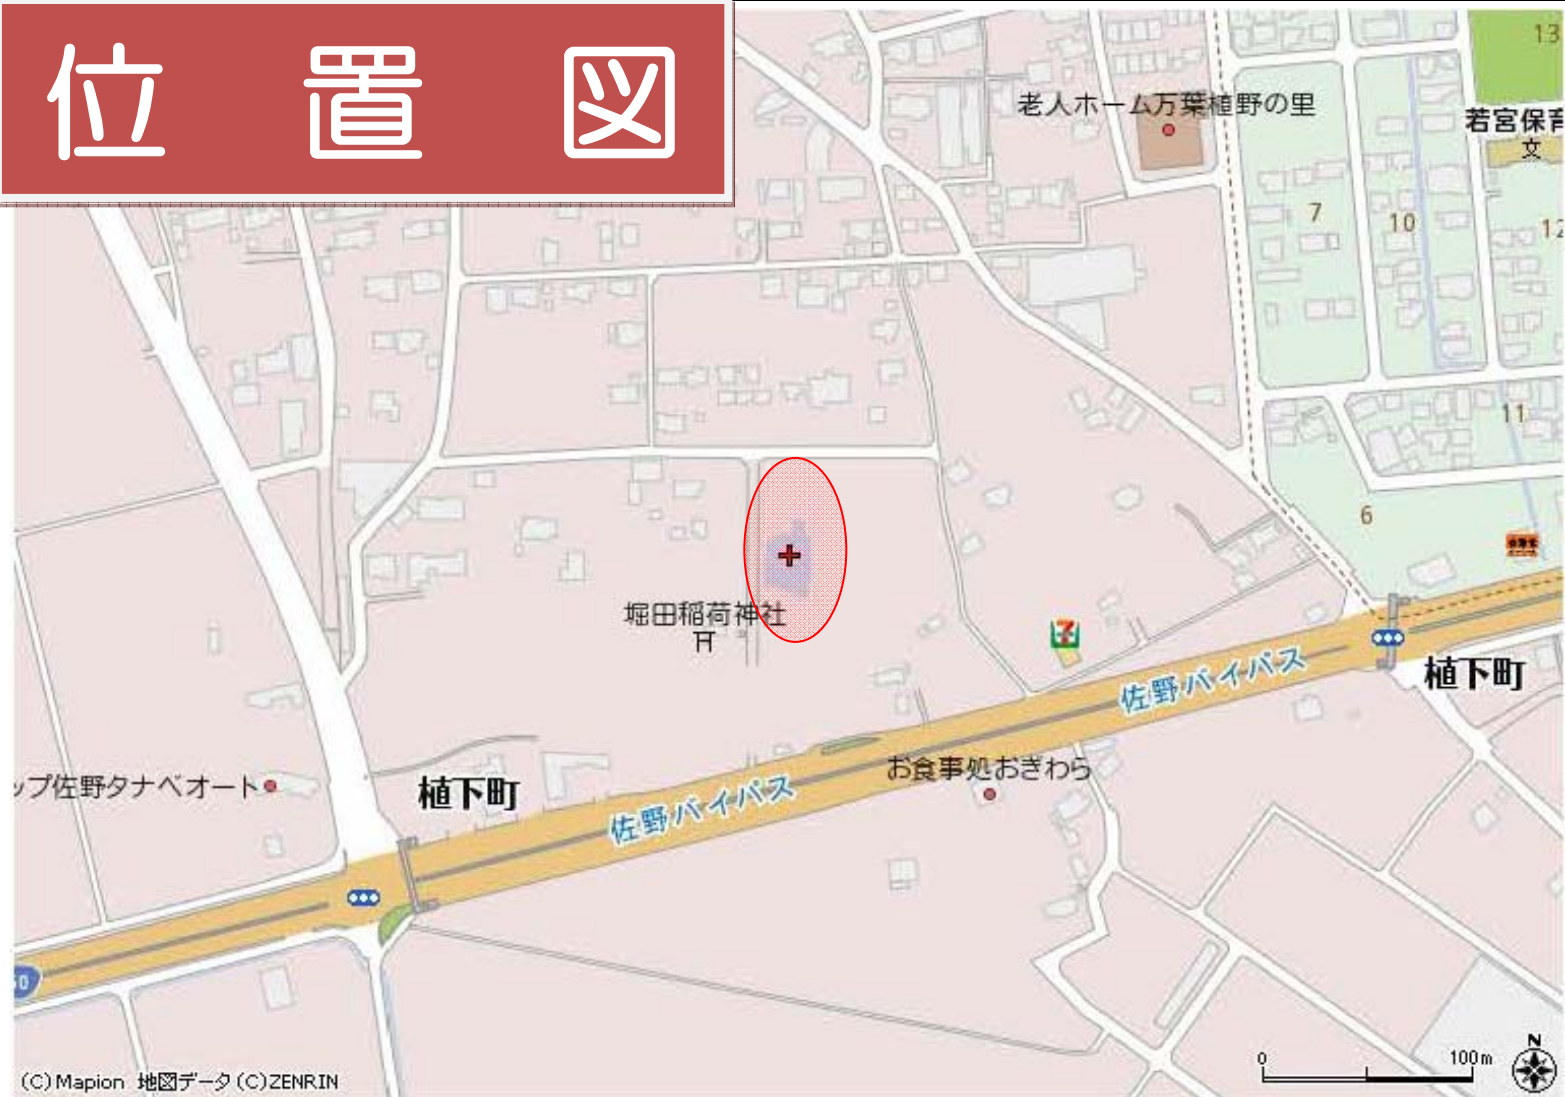 位置図
13
老人ホーム万葉植野の里
若宮保育
文
7
10
12
11
6
堀田稲荷神社
7
佐野バイパス
植下町
お食事処おぎわら
ップ佐野タナベオート
植下町
佐野バイパス
50
0
100m
N
(C)Mapion 地図データ(C)ZENRIN